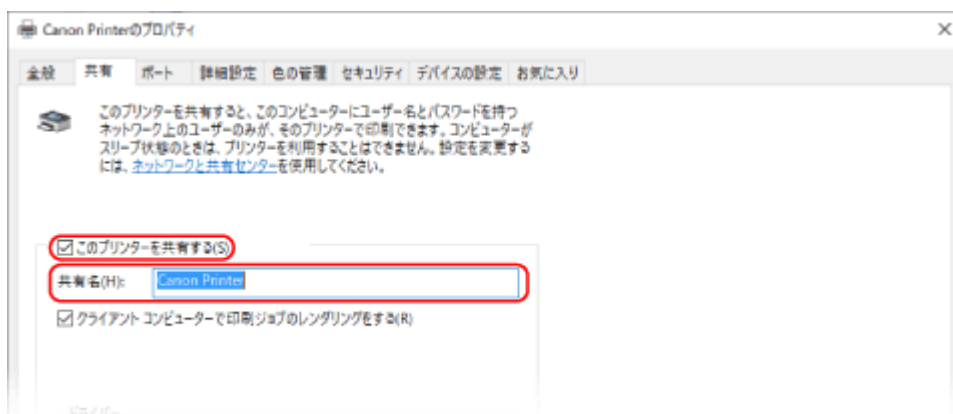 Canon Printerのプロパティ
全般 共有 ポート 詳細設定 色の管理 セキュリティ デバイスの設定 お気に入り
このプリンターを共有すると、このコンピューターにユーザー名とパスワードを持つ
ネットワーク上のユーザーのみが、そのプリンターで印刷できます。コンピューターが
スリープ状態のときは、プリンターを利用することはできません。設定を変更する
には、ネットワークと共有センターを使用してください。
このプリンターを共有する(S)
共有名(H): Canon Printer
クライアント コンピューターで印刷ジョブのレンダリングをする(R)
ドライバー